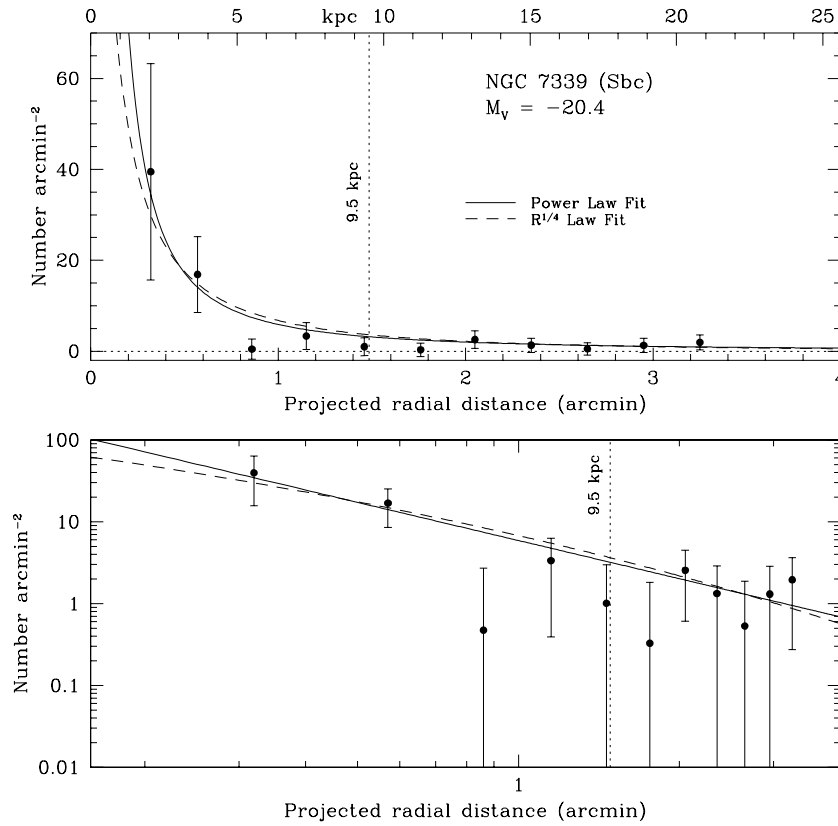 0 5 kpc 10 15 20 25
NGC 7339 (Sbc)
M_V = −20.4
60
40
20
0
Number arcmin⁻²
9.5 kpc
Power Law Fit
R^1/4 Law Fit
0 1 2 3 4
Projected radial distance (arcmin)
100
10
1
0.1
0.01
Number arcmin⁻²
9.5 kpc
1
Projected radial distance (arcmin)